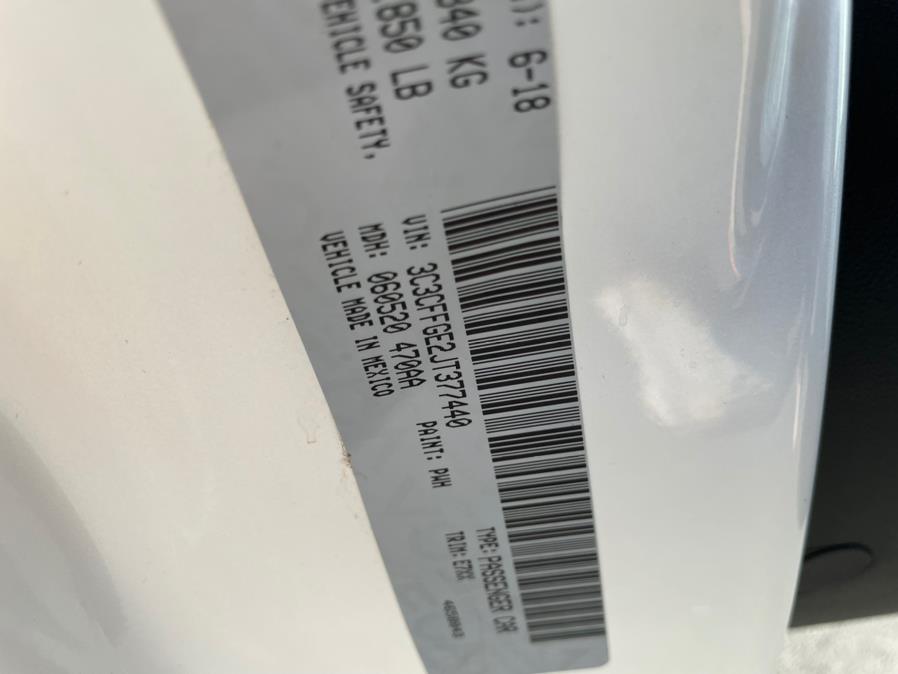 ): 6-18
840 KG
850 LB
VEHICLE SAFETY,
VIN: 3C3CFFGE2JT377440
TYPE: PASSENGER CAR
MDH: 060520 470AA
PAINT: PWH
TRIM: E7XX
VEHICLE MADE IN MEXICO